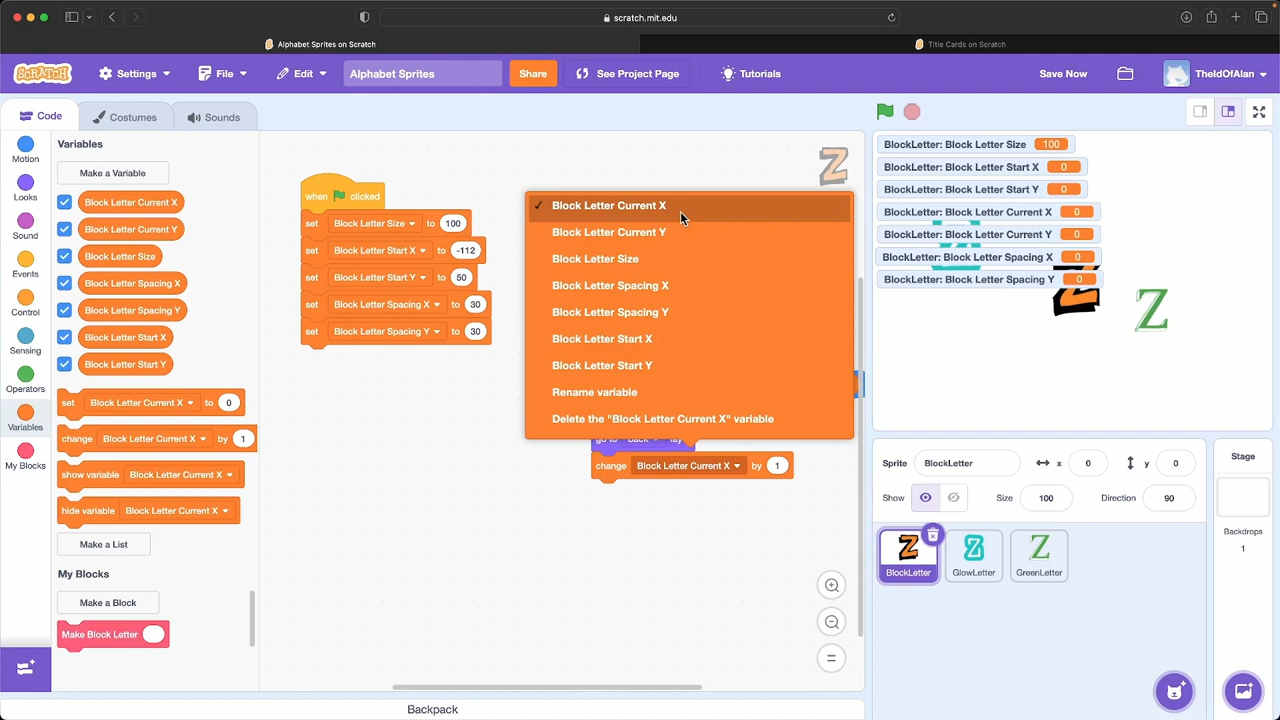 scratch.mit.edu
Alphabet Sprites on Scratch
Title Cards on Scratch
SCRATCH
Settings
File
Edit
Alphabet Sprites
Share
See Project Page
Tutorials
Save Now
TheIdOfAlan
Code
Costumes
Sounds
Motion
Looks
Sound
Events
Control
Sensing
Operators
Variables
My Blocks
Variables
Make a Variable
Block Letter Current X
Block Letter Current Y
Block Letter Size
Block Letter Spacing X
Block Letter Spacing Y
Block Letter Start X
Block Letter Start Y
set Block Letter Current X to 0
change Block Letter Current X by 1
show variable Block Letter Current X
hide variable Block Letter Current X
Make a List
My Blocks
Make a Block
Make Block Letter
when clicked
set Block Letter Size to 100
set Block Letter Start X to -112
set Block Letter Start Y to 50
set Block Letter Spacing X to 30
set Block Letter Spacing Y to 30
Z
✓ Block Letter Current X
Block Letter Current Y
Block Letter Size
Block Letter Spacing X
Block Letter Spacing Y
Block Letter Start X
Block Letter Start Y
Rename variable
Delete the "Block Letter Current X" variable
change Block Letter Current X by 1
Backpack
BlockLetter: Block Letter Size 100
BlockLetter: Block Letter Start X 0
BlockLetter: Block Letter Start Y 0
BlockLetter: Block Letter Current X 0
BlockLetter: Block Letter Current Y 0
BlockLetter: Block Letter Spacing X 0
BlockLetter: Block Letter Spacing Y 0
Z
Z
Sprite BlockLetter x 0 y 0
Show Size 100 Direction 90
Z
Z
Z
BlockLetter
GlowLetter
GreenLetter
Stage
Backdrops
1